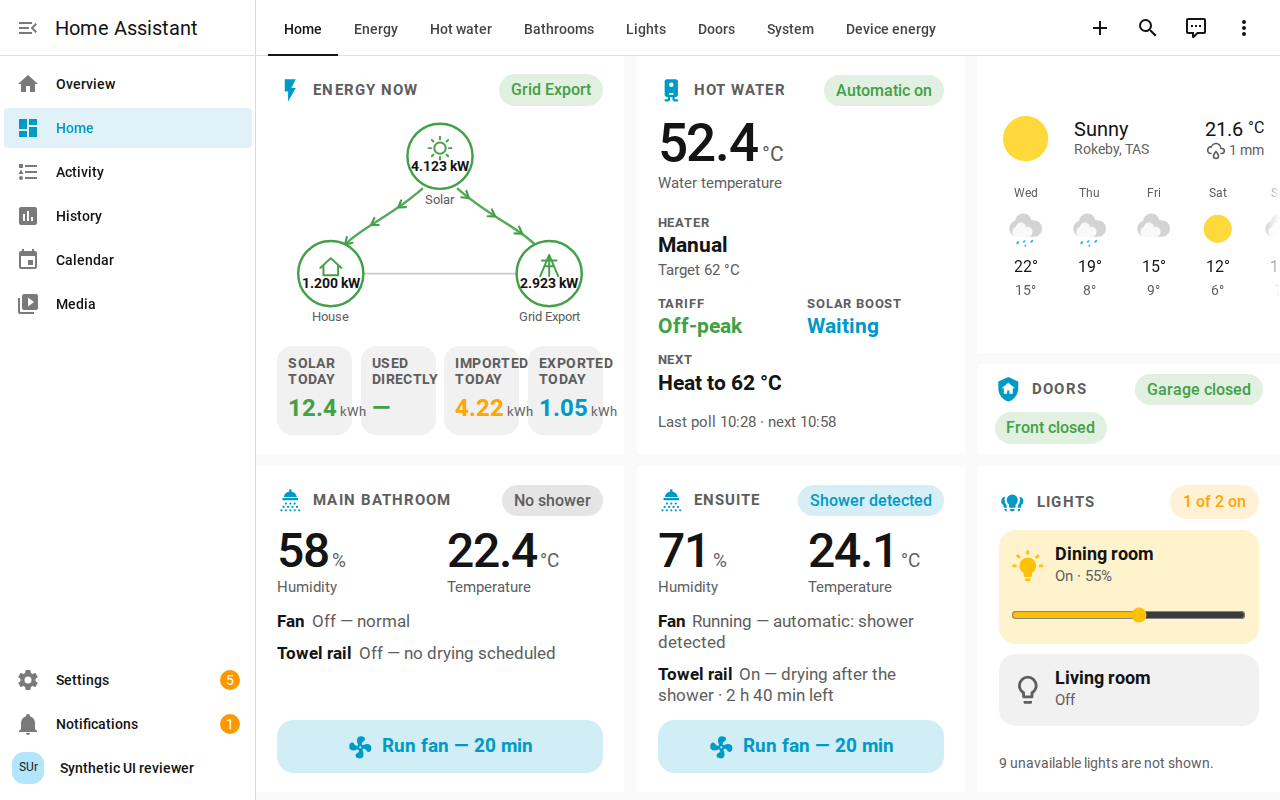 Home Assistant
Overview
Home
Activity
History
Calendar
Media
Settings 5
Notifications 1
SUr Synthetic UI reviewer
Home Energy Hot water Bathrooms Lights Doors System Device energy
ENERGY NOW Grid Export
4.123 kW
Solar
1.200 kW 2.923 kW
House Grid Export
SOLAR TODAY
12.4 kWh
USED DIRECTLY
—
IMPORTED TODAY
4.22 kWh
EXPORTED TODAY
1.05 kWh
HOT WATER Automatic on
52.4 °C
Water temperature
HEATER
Manual
Target 62 °C
TARIFF SOLAR BOOST
Off-peak Waiting
NEXT
Heat to 62 °C
Last poll 10:28 · next 10:58
Sunny 21.6 °C
Rokeby, TAS 1 mm
Wed Thu Fri Sat S
22° 19° 15° 12° 1
15° 8° 9° 6°
DOORS Garage closed
Front closed
MAIN BATHROOM No shower
58 % 22.4 °C
Humidity Temperature
Fan Off — normal
Towel rail Off — no drying scheduled
Run fan — 20 min
ENSUITE Shower detected
71 % 24.1 °C
Humidity Temperature
Fan Running — automatic: shower
detected
Towel rail On — drying after the
shower · 2 h 40 min left
Run fan — 20 min
LIGHTS 1 of 2 on
Dining room
On · 55%
Living room
Off
9 unavailable lights are not shown.